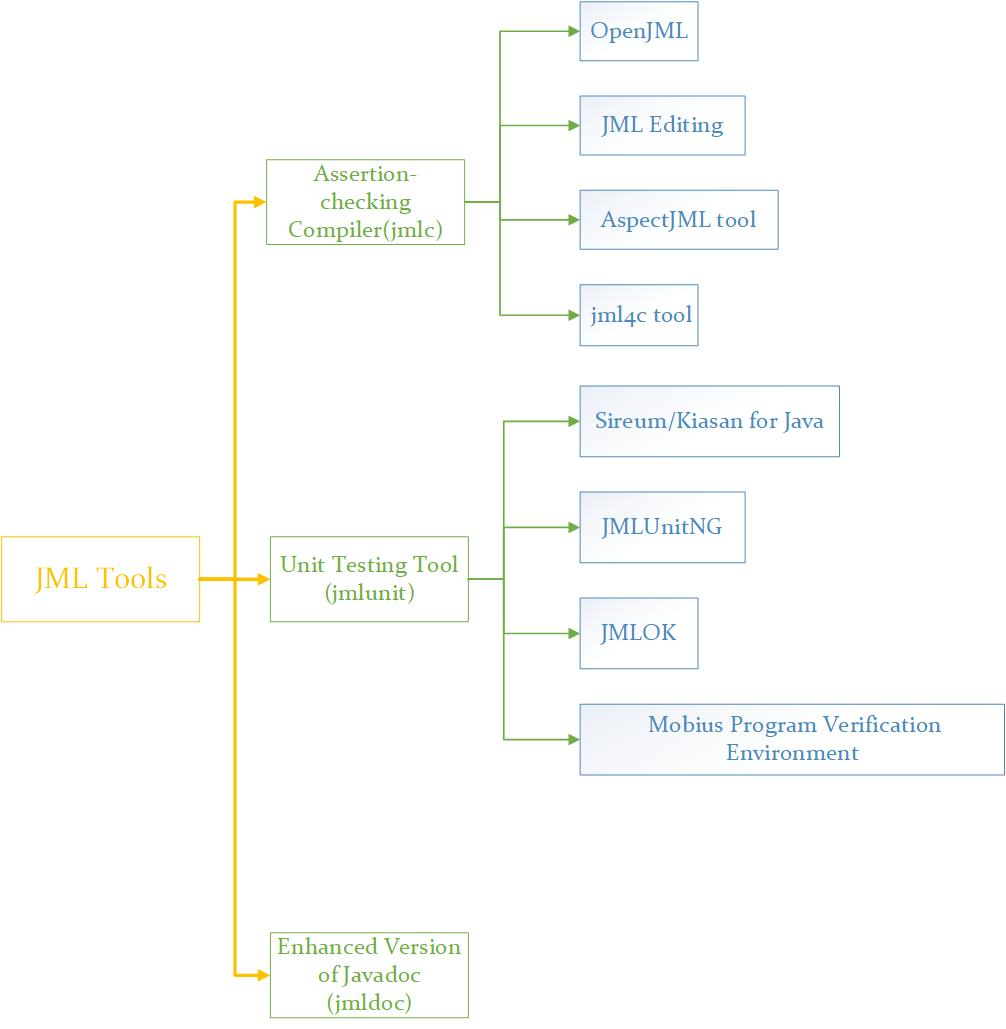 OpenJML
JML Editing
Assertion-
checking
Compiler(jmlc)
AspectJML tool
jml4c tool
Sireum/Kiasan for Java
JMLUnitNG
JML Tools
Unit Testing Tool
(jmlunit)
JMLOK
Mobius Program Verification
Environment
Enhanced Version
of Javadoc
(jmldoc)